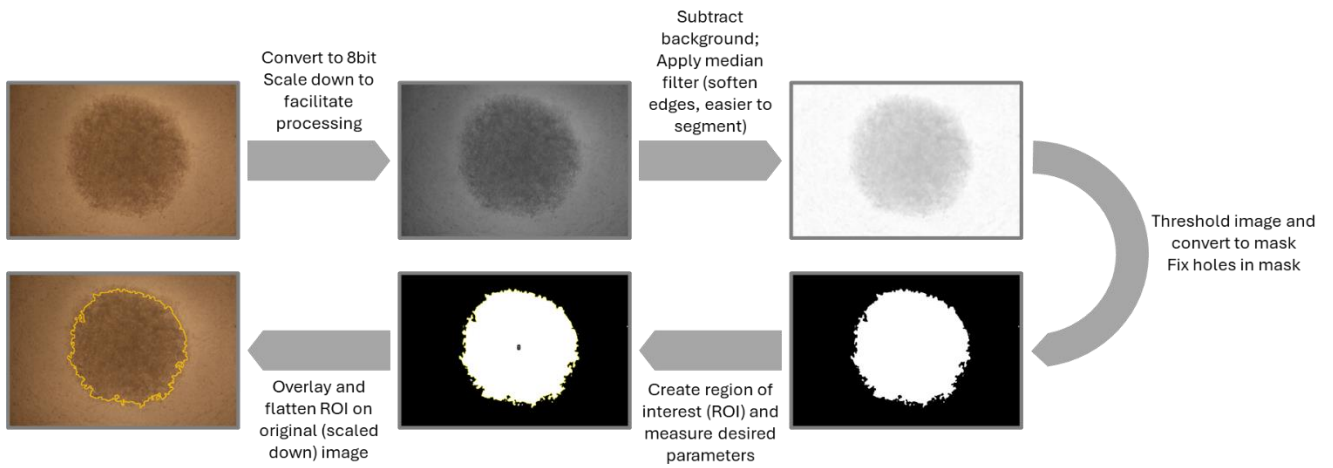 Convert to 8bit
Scale down to
facilitate
processing
Subtract
background;
Apply median
filter (soften
edges, easier to
segment)
Threshold image and
convert to mask
Fix holes in mask
Create region of
interest (ROI) and
measure desired
parameters
Overlay and
flatten ROI on
original (scaled
down) image